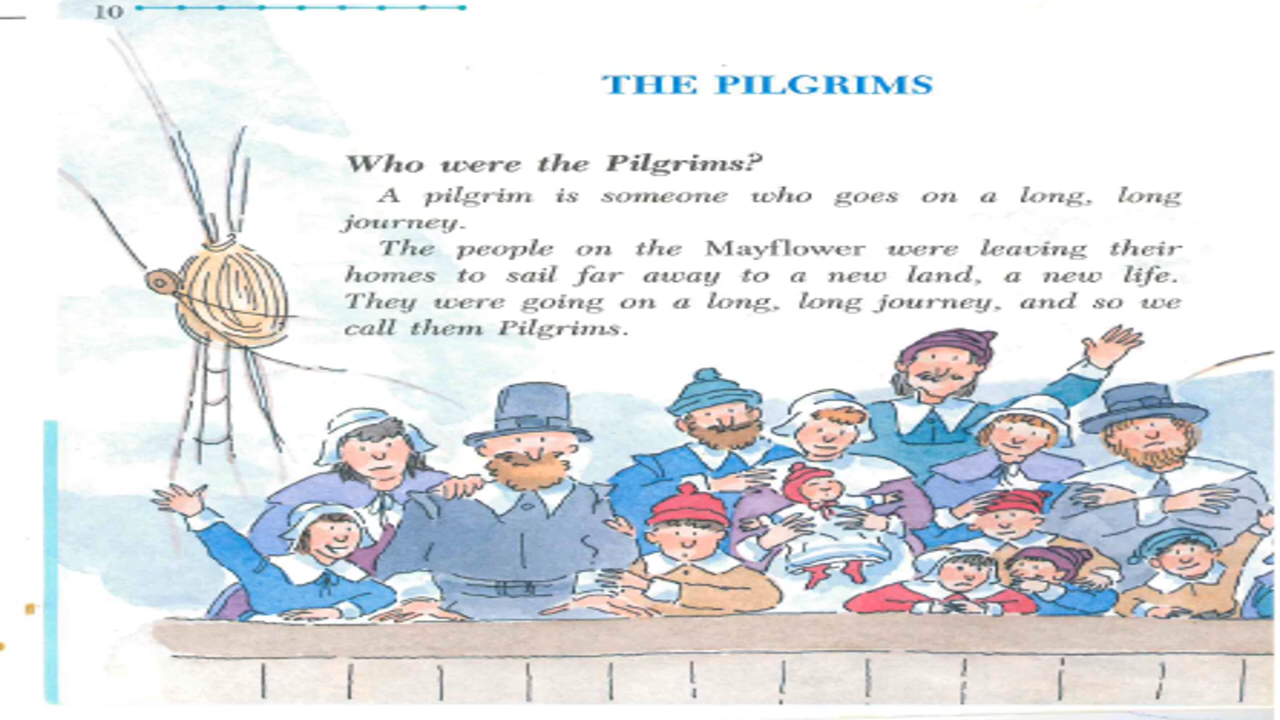 10
THE PILGRIMS
Who were the Pilgrims?
A pilgrim is someone who goes on a long, long
journey.
The people on the Mayflower were leaving their
homes to sail far away to a new land, a new life.
They were going on a long, long journey, and so we
call them Pilgrims.